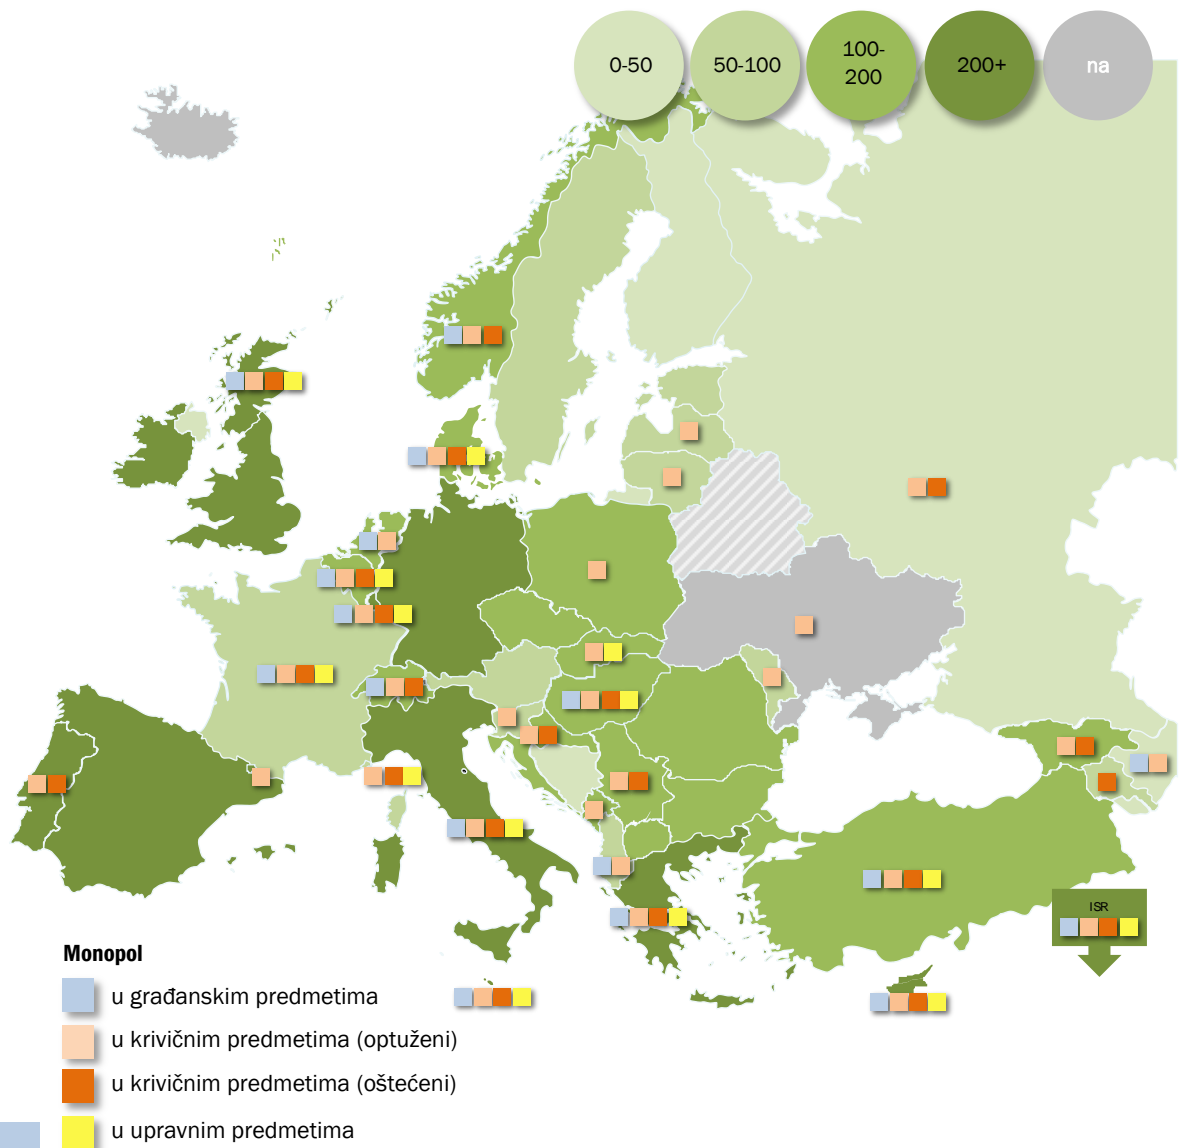 0-50
50-100
100-
200
200+
na
ISR
Monopol
u građanskim predmetima
u krivičnim predmetima (optuženi)
u krivičnim predmetima (oštećeni)
u upravnim predmetima